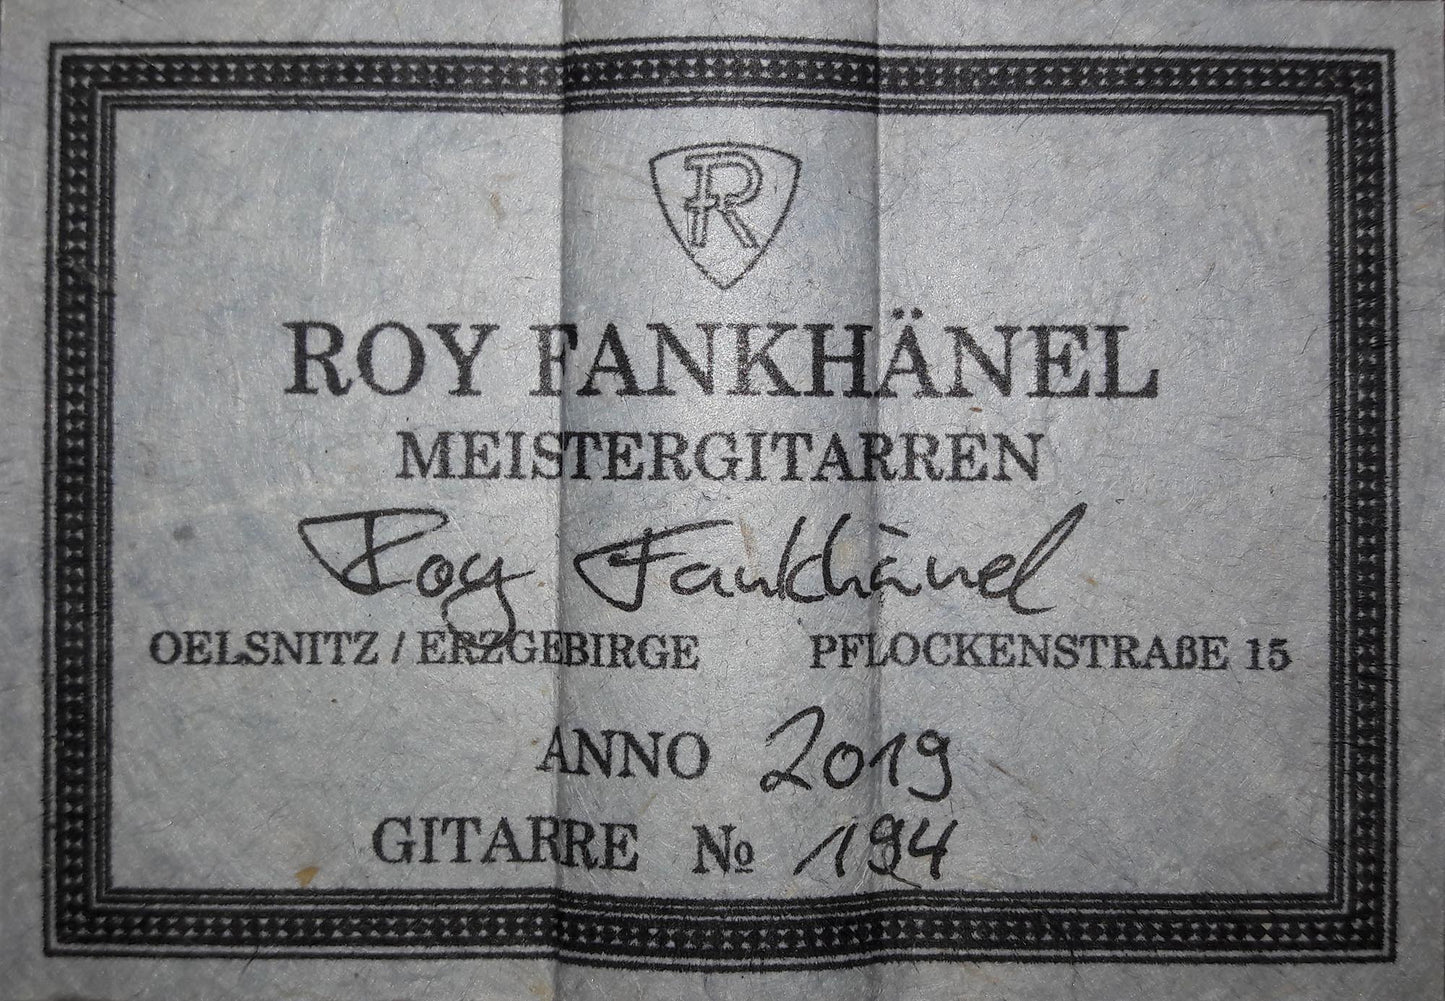 R
ROY FANKHÄNEL
MEISTERGITARREN
Roy Fankhänel
OELSNITZ / ERZGEBIRGE PFLOCKENSTRAßE 15
ANNO 2019
GITARRE No 194